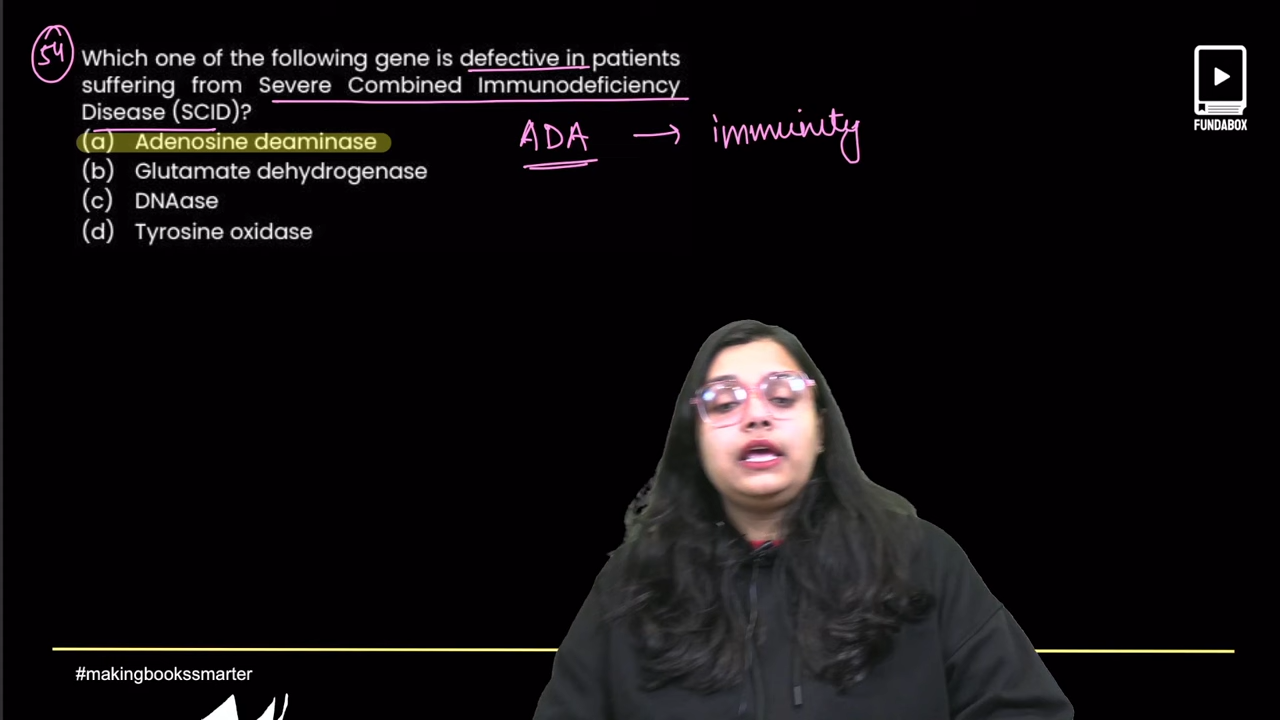 54
Which one of the following gene is defective in patients
suffering from Severe Combined Immunodeficiency
Disease (SCID)?
(a) Adenosine deaminase
(b) Glutamate dehydrogenase
(c) DNAase
(d) Tyrosine oxidase
ADA → immunity
FUNDABOX
#makingbookssmarter